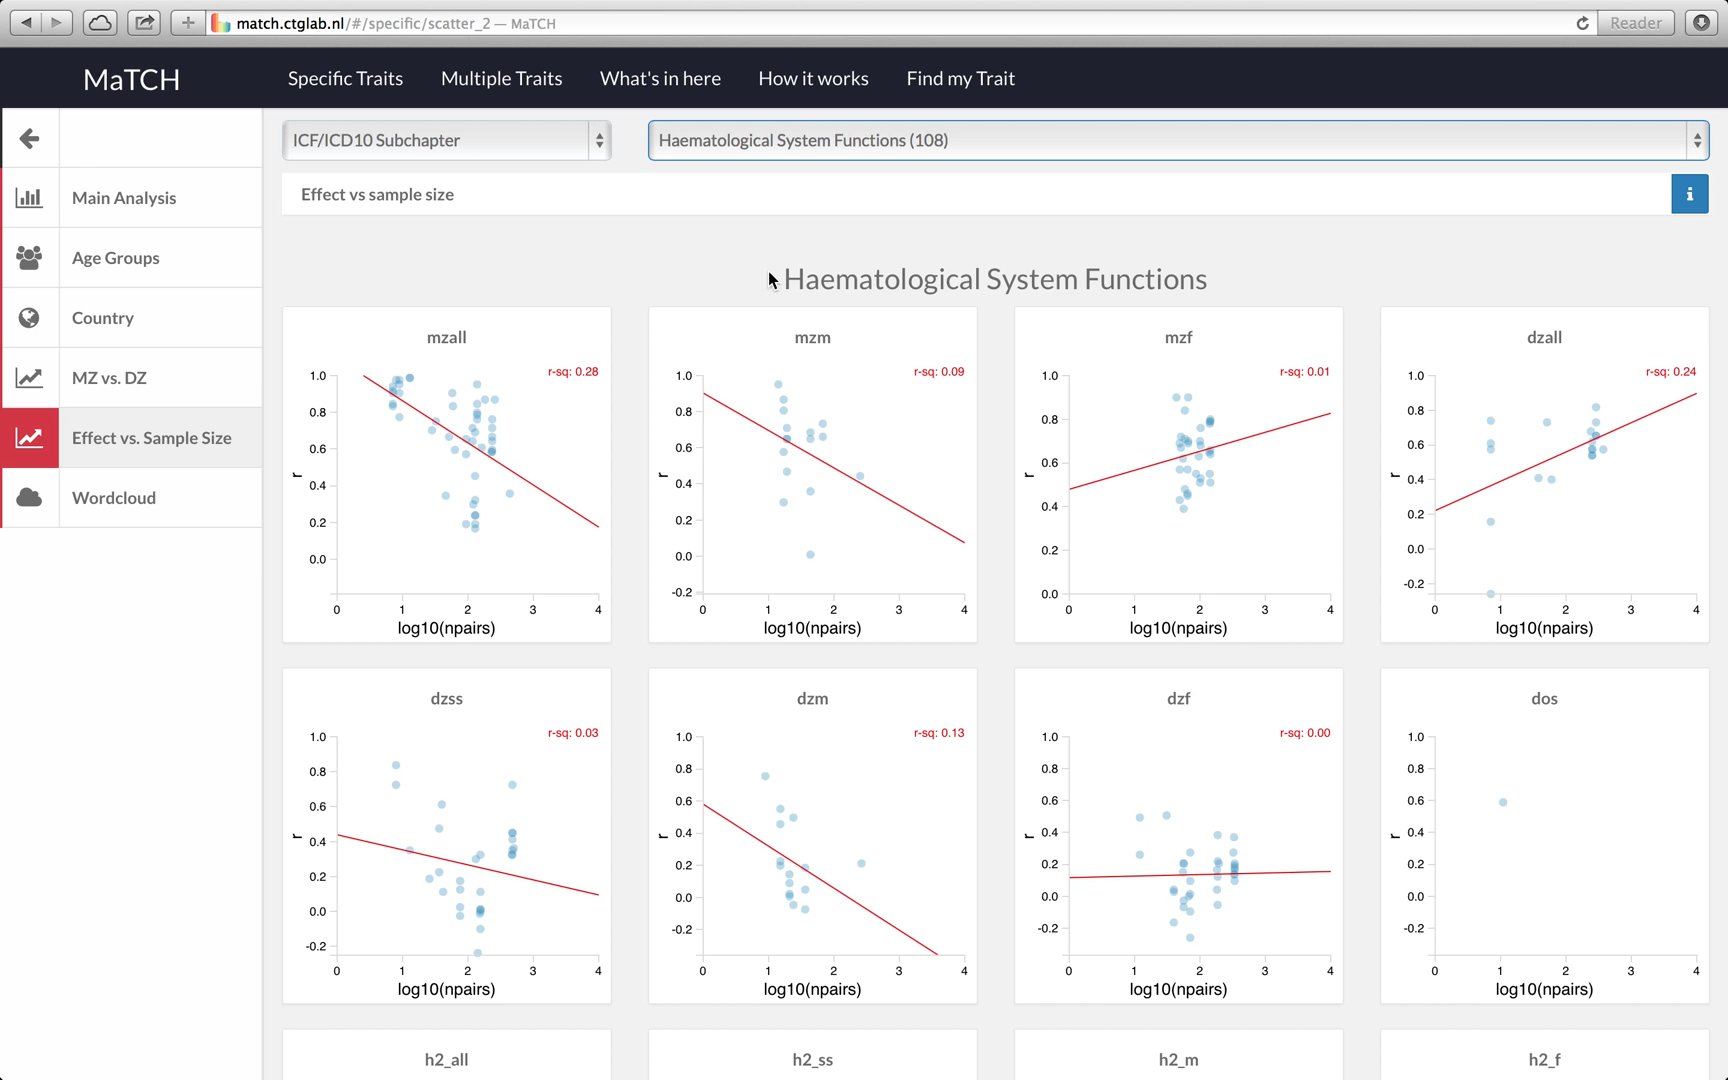 match.ctglab.nl/#/specific/scatter_2 — MaTCH
Reader
MaTCH
Specific Traits
Multiple Traits
What's in here
How it works
Find my Trait
ICF/ICD10 Subchapter
Haematological System Functions (108)
Main Analysis
Age Groups
Country
MZ vs. DZ
Effect vs. Sample Size
Wordcloud
Effect vs sample size
i
Haematological System Functions
mzall
r-sq: 0.28
1.0
0.8
0.6
0.4
0.2
0.0
r
0 1 2 3 4
log10(npairs)
mzm
r-sq: 0.09
1.0
0.8
0.6
0.4
0.2
0.0
-0.2
r
0 1 2 3 4
log10(npairs)
mzf
r-sq: 0.01
1.0
0.8
0.6
0.4
0.2
0.0
r
0 1 2 3 4
log10(npairs)
dzall
r-sq: 0.24
1.0
0.8
0.6
0.4
0.2
0.0
-0.2
r
0 1 2 3 4
log10(npairs)
dzss
r-sq: 0.03
1.0
0.8
0.6
0.4
0.2
0.0
-0.2
r
0 1 2 3 4
log10(npairs)
dzm
r-sq: 0.13
1.0
0.8
0.6
0.4
0.2
0.0
-0.2
r
0 1 2 3 4
log10(npairs)
dzf
r-sq: 0.00
1.0
0.8
0.6
0.4
0.2
0.0
-0.2
r
0 1 2 3 4
log10(npairs)
dos
1.0
0.8
0.6
0.4
0.2
0.0
-0.2
r
0 1 2 3 4
log10(npairs)
h2_all
h2_ss
h2_m
h2_f